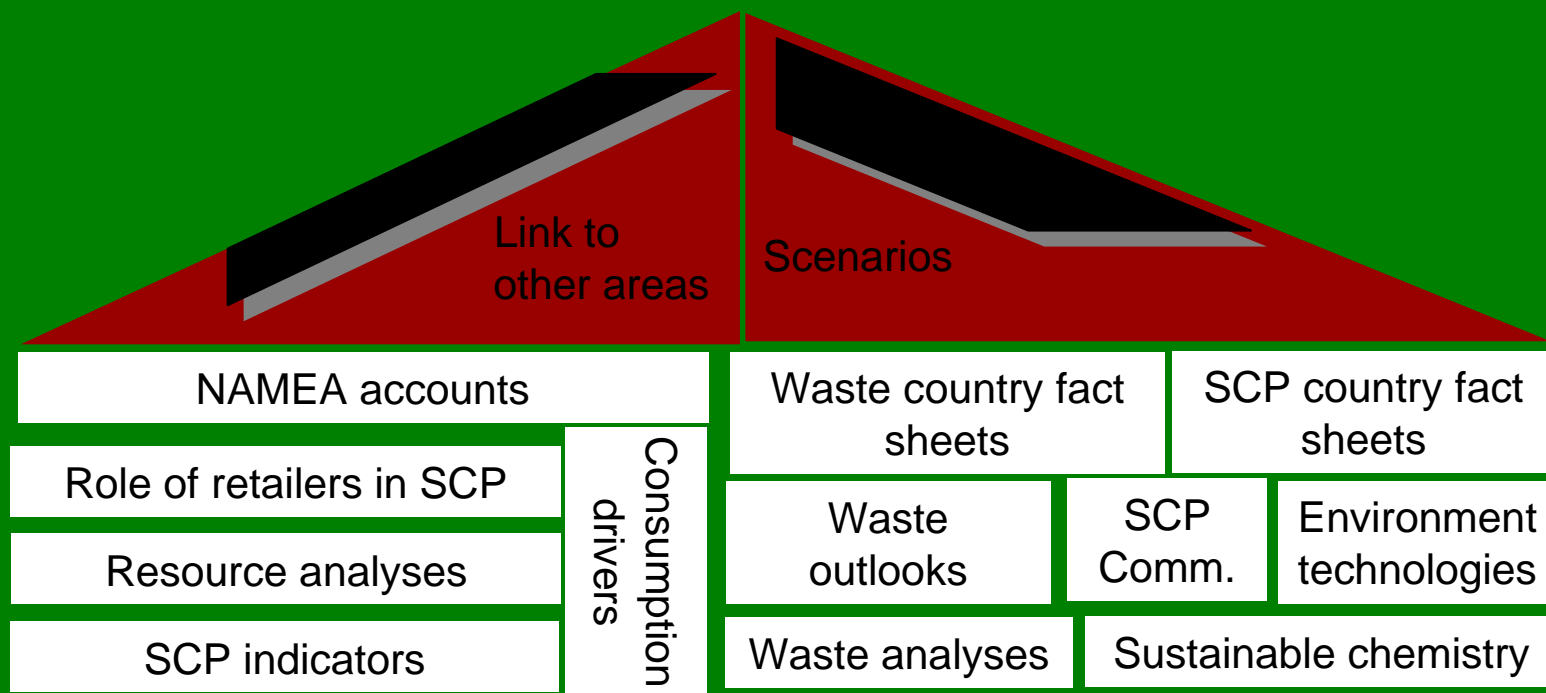 Link to
other areas
Scenarios
NAMEA accounts
Role of retailers in SCP
Resource analyses
SCP indicators
Consumption
drivers
Waste country fact
sheets
SCP country fact
sheets
Waste
outlooks
SCP
Comm.
Environment
technologies
Waste analyses
Sustainable chemistry